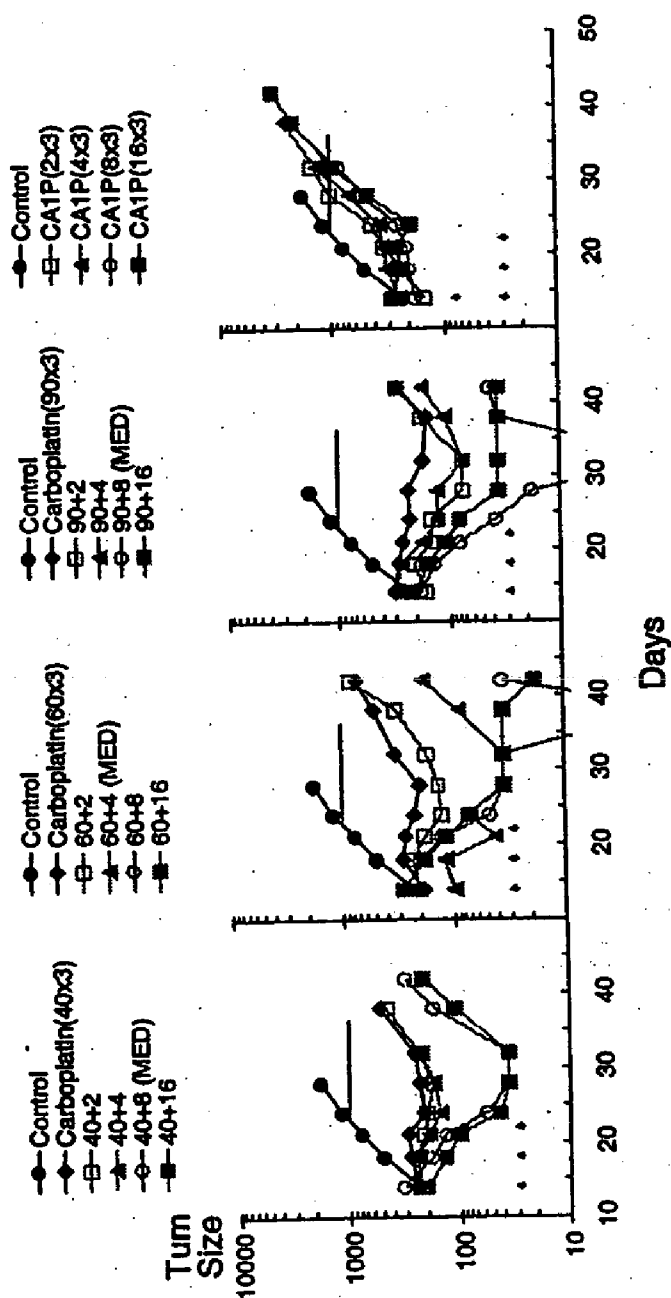 Control
Carboplatin(40x3)
40+2
40+4
40+8 (MED)
40+16
Control
Carboplatin(60x3)
60+2
60+4 (MED)
60+8
60+16
Control
Carboplatin(90x3)
90+2
90+4
90+8 (MED)
90+16
Control
CA1P(2x3)
CA1P(4x3)
CA1P(8x3)
CA1P(16x3)
Tum
Size
10000
1000
100
10
10 20 30 40
20 30 40
20 30 40
20 30 40 50
Days